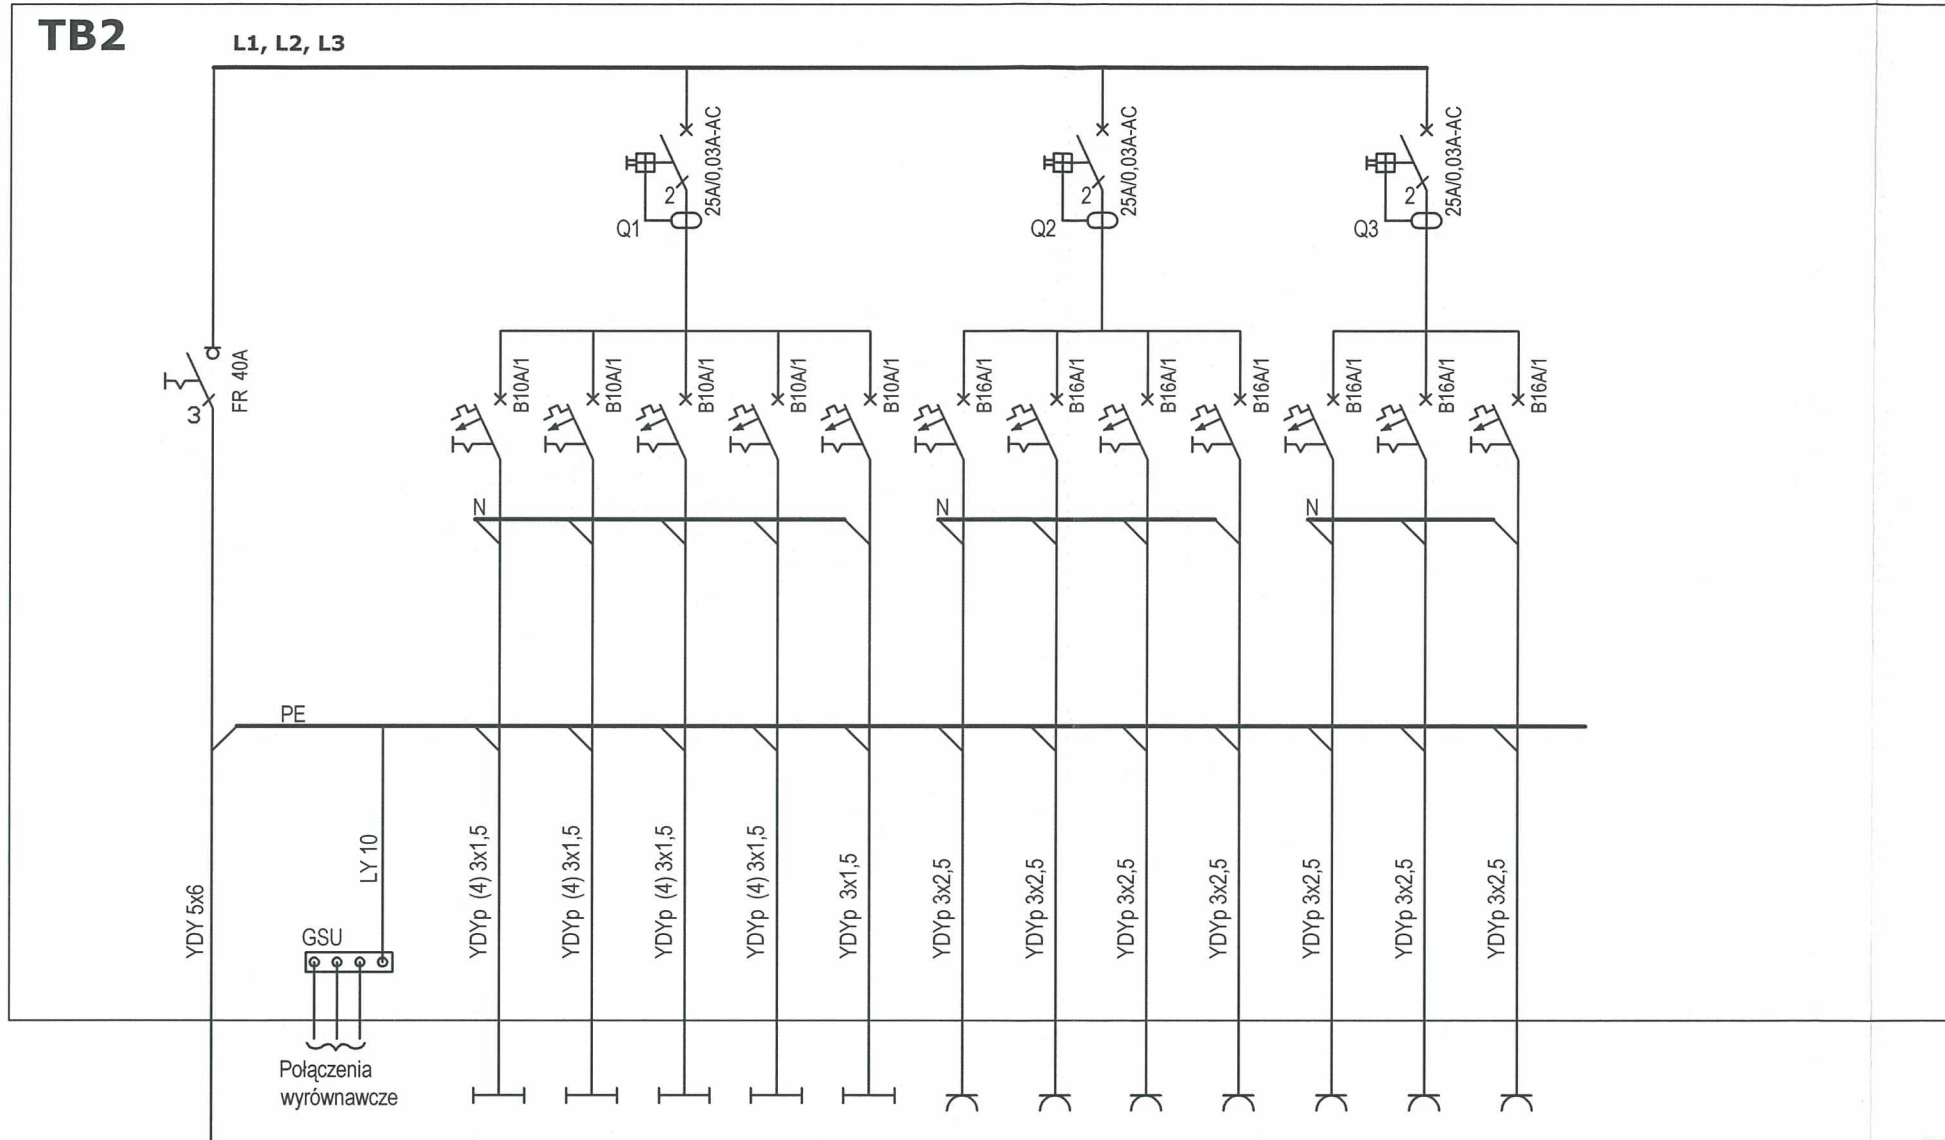 TB2
L1, L2, L3
25A/0,03A-AC
25A/0,03A-AC
25A/0,03A-AC
2
2
2
Q1
Q2
Q3
FR 40A
3
B10A/1
B10A/1
B10A/1
B10A/1
B10A/1
B16A/1
B16A/1
B16A/1
B16A/1
B16A/1
B16A/1
B16A/1
N
N
N
PE
YDY 5x6
LY 10
GSU
YDYp (4) 3x1,5
YDYp (4) 3x1,5
YDYp (4) 3x1,5
YDYp (4) 3x1,5
YDYp 3x1,5
YDYp 3x2,5
YDYp 3x2,5
YDYp 3x2,5
YDYp 3x2,5
YDYp 3x2,5
YDYp 3x2,5
YDYp 3x2,5
Połączenia
wyrównawcze